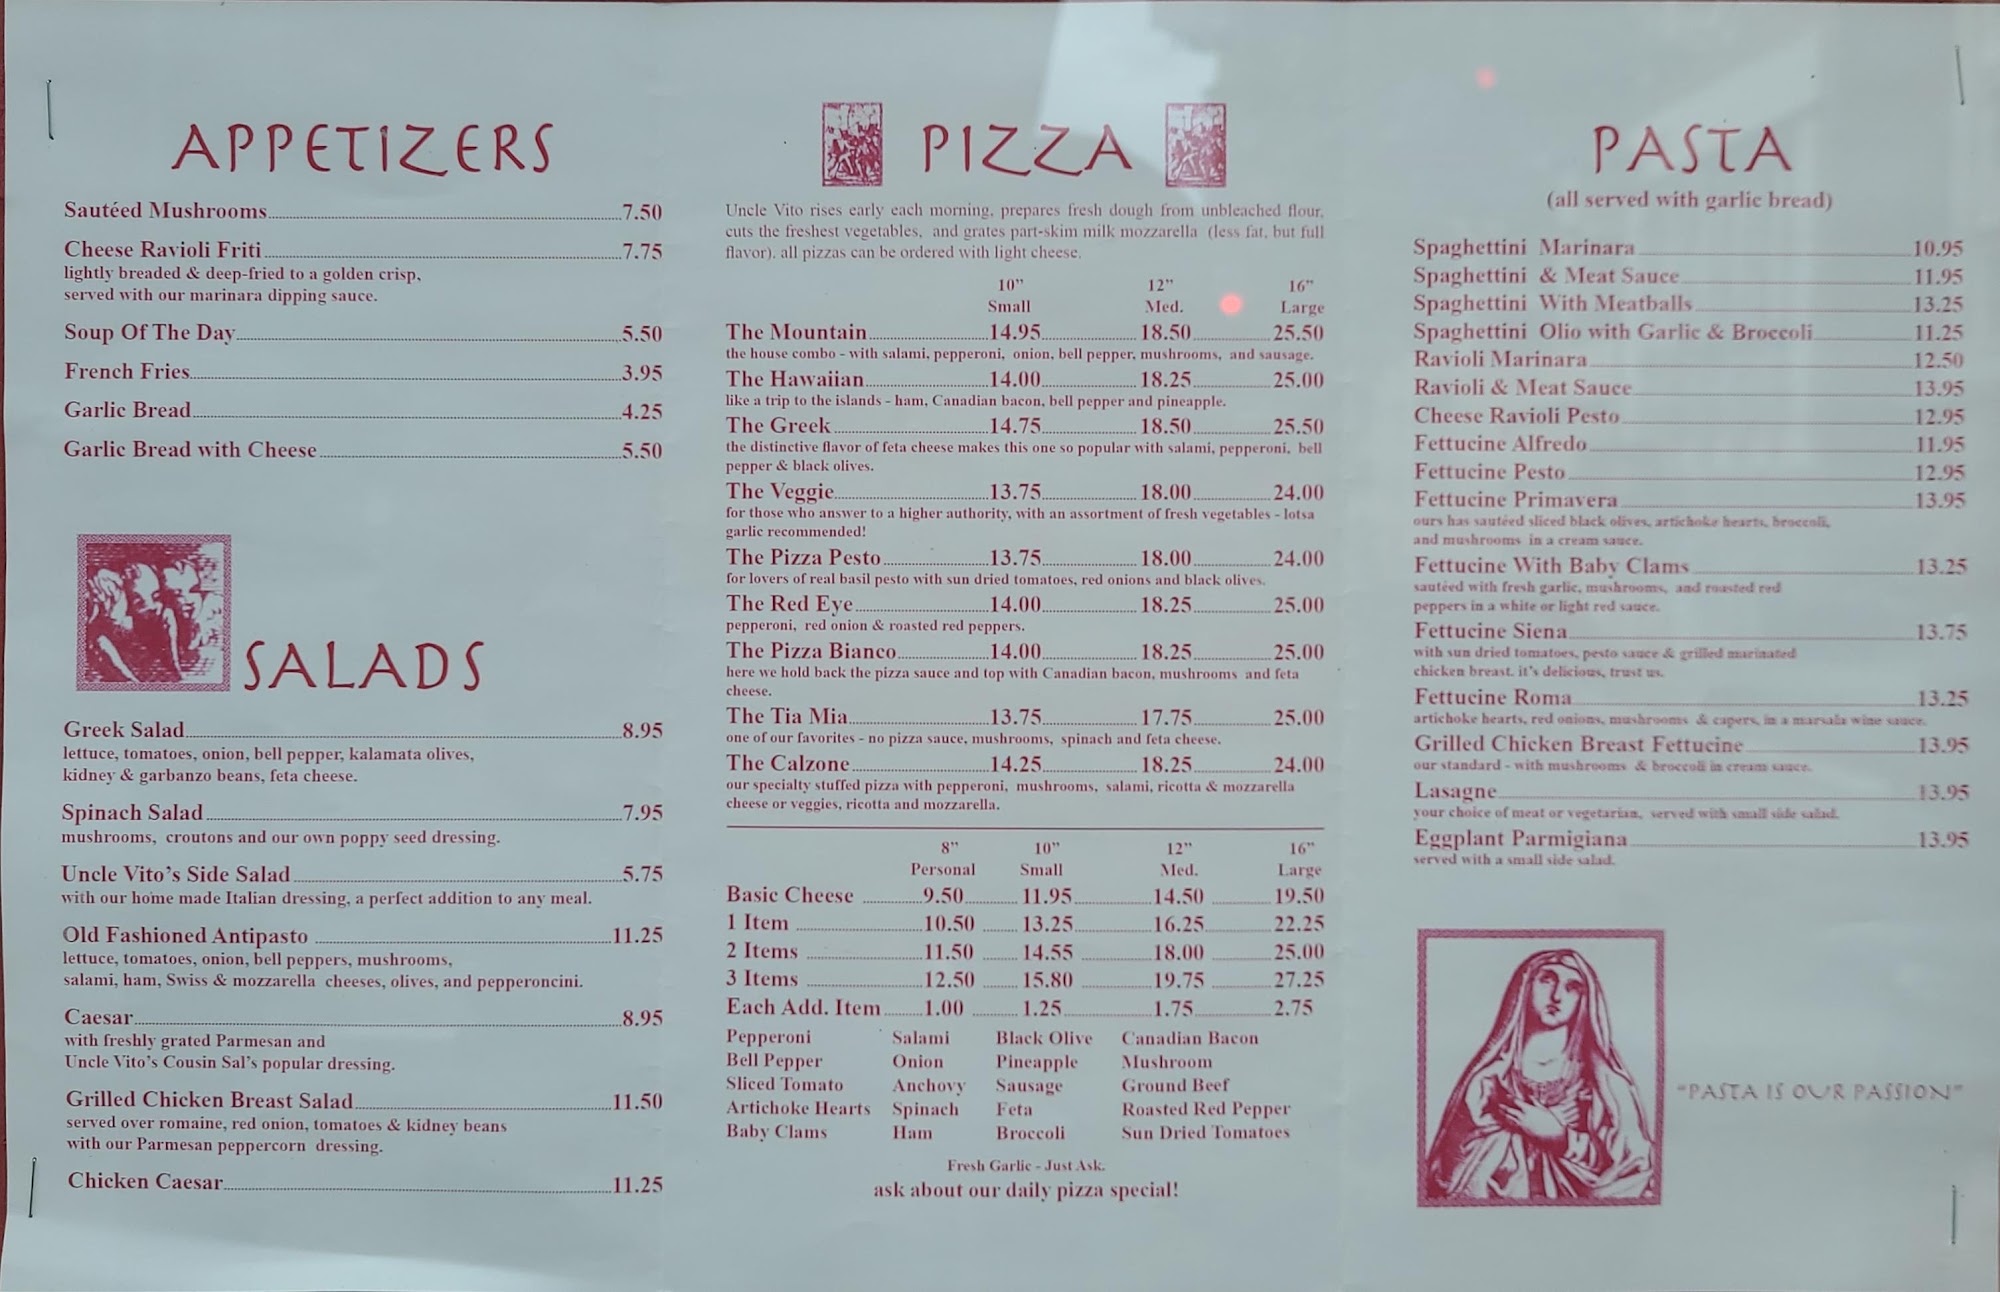 APPETIZERS
Sautéed Mushrooms 7.50
Cheese Ravioli Friti 7.75
lightly breaded & deep-fried to a golden crisp,
served with our marinara dipping sauce.
Soup Of The Day 5.50
French Fries 3.95
Garlic Bread 4.25
Garlic Bread with Cheese 5.50
SALADS
Greek Salad 8.95
lettuce, tomatoes, onion, bell pepper, kalamata olives,
kidney & garbanzo beans, feta cheese.
Spinach Salad 7.95
mushrooms, croutons and our own poppy seed dressing.
Uncle Vito's Side Salad 5.75
with our home made Italian dressing, a perfect addition to any meal.
Old Fashioned Antipasto 11.25
lettuce, tomatoes, onion, bell peppers, mushrooms,
salami, ham, Swiss & mozzarella cheeses, olives, and pepperoncini.
Caesar 8.95
with freshly grated Parmesan and
Uncle Vito's Cousin Sal's popular dressing.
Grilled Chicken Breast Salad 11.50
served over romaine, red onion, tomatoes & kidney beans
with our Parmesan peppercorn dressing.
Chicken Caesar 11.25
PIZZA
Uncle Vito rises early each morning, prepares fresh dough from unbleached flour,
cuts the freshest vegetables, and grates part-skim milk mozzarella (less fat, but full
flavor). all pizzas can be ordered with light cheese.
10" 12" 16"
Small Med. Large
The Mountain 14.95 18.50 25.50
the house combo - with salami, pepperoni, onion, bell pepper, mushrooms, and sausage.
The Hawaiian 14.00 18.25 25.00
like a trip to the islands - ham, Canadian bacon, bell pepper and pineapple.
The Greek 14.75 18.50 25.50
the distinctive flavor of feta cheese makes this one so popular with salami, pepperoni, bell
pepper & black olives.
The Veggie 13.75 18.00 24.00
for those who answer to a higher authority, with an assortment of fresh vegetables - lotsa
garlic recommended!
The Pizza Pesto 13.75 18.00 24.00
for lovers of real basil pesto with sun dried tomatoes, red onions and black olives.
The Red Eye 14.00 18.25 25.00
pepperoni, red onion & roasted red peppers.
The Pizza Bianco 14.00 18.25 25.00
here we hold back the pizza sauce and top with Canadian bacon, mushrooms and feta
cheese.
The Tia Mia 13.75 17.75 25.00
one of our favorites - no pizza sauce, mushrooms, spinach and feta cheese.
The Calzone 14.25 18.25 24.00
our specialty stuffed pizza with pepperoni, mushrooms, salami, ricotta & mozzarella
cheese or veggies, ricotta and mozzarella.
8" 10" 12" 16"
Personal Small Med. Large
Basic Cheese 9.50 11.95 14.50 19.50
1 Item 10.50 13.25 16.25 22.25
2 Items 11.50 14.55 18.00 25.00
3 Items 12.50 15.80 19.75 27.25
Each Add. Item 1.00 1.25 1.75 2.75
Pepperoni Salami Black Olive Canadian Bacon
Bell Pepper Onion Pineapple Mushroom
Sliced Tomato Anchovy Sausage Ground Beef
Artichoke Hearts Spinach Feta Roasted Red Pepper
Baby Clams Ham Broccoli Sun Dried Tomatoes
Fresh Garlic - Just Ask.
ask about our daily pizza special!
PASTA
(all served with garlic bread)
Spaghettini Marinara 10.95
Spaghettini & Meat Sauce 11.95
Spaghettini With Meatballs 13.25
Spaghettini Olio with Garlic & Broccoli 11.25
Ravioli Marinara 12.50
Ravioli & Meat Sauce 13.95
Cheese Ravioli Pesto 12.95
Fettucine Alfredo 11.95
Fettucine Pesto 12.95
Fettucine Primavera 13.95
ours has sautéed sliced black olives, artichoke hearts, broccoli,
and mushrooms in a cream sauce.
Fettucine With Baby Clams 13.25
sautéed with fresh garlic, mushrooms, and roasted red
peppers in a white or light red sauce.
Fettucine Siena 13.75
with sun dried tomatoes, pesto sauce & grilled marinated
chicken breast. it's delicious, trust us.
Fettucine Roma 13.25
artichoke hearts, red onions, mushrooms & capers, in a marsala wine sauce.
Grilled Chicken Breast Fettucine 13.95
our standard - with mushrooms & broccoli in cream sauce.
Lasagne 13.95
your choice of meat or vegetarian, served with small side salad.
Eggplant Parmigiana 13.95
served with a small side salad.
"PASTA IS OUR PASSION"